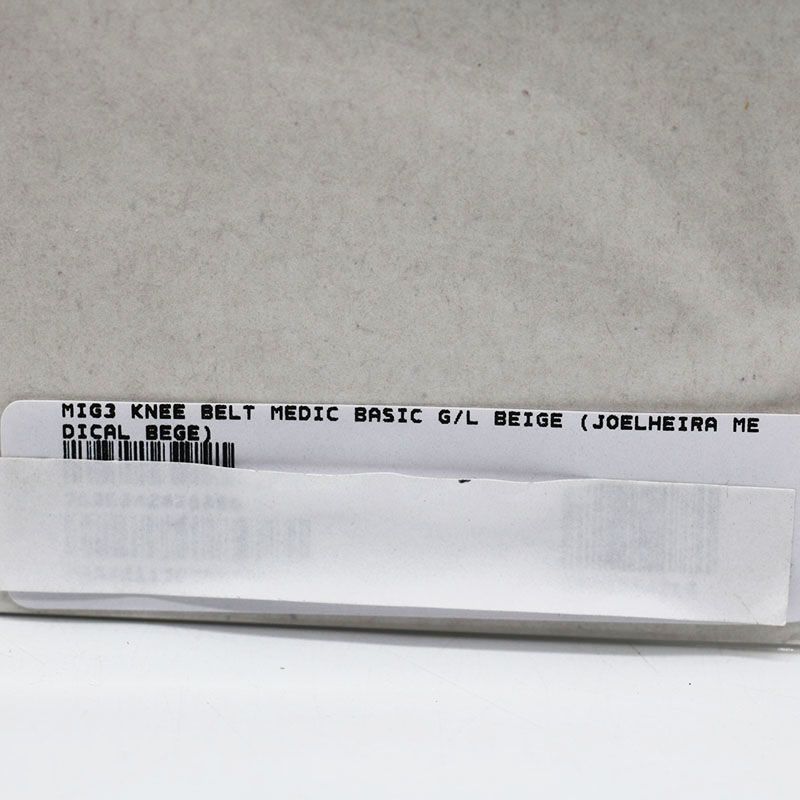 MIG3 KNEE BELT MEDIC BASIC G/L BEIGE (JOELHEIRA ME
DICAL BEGE)